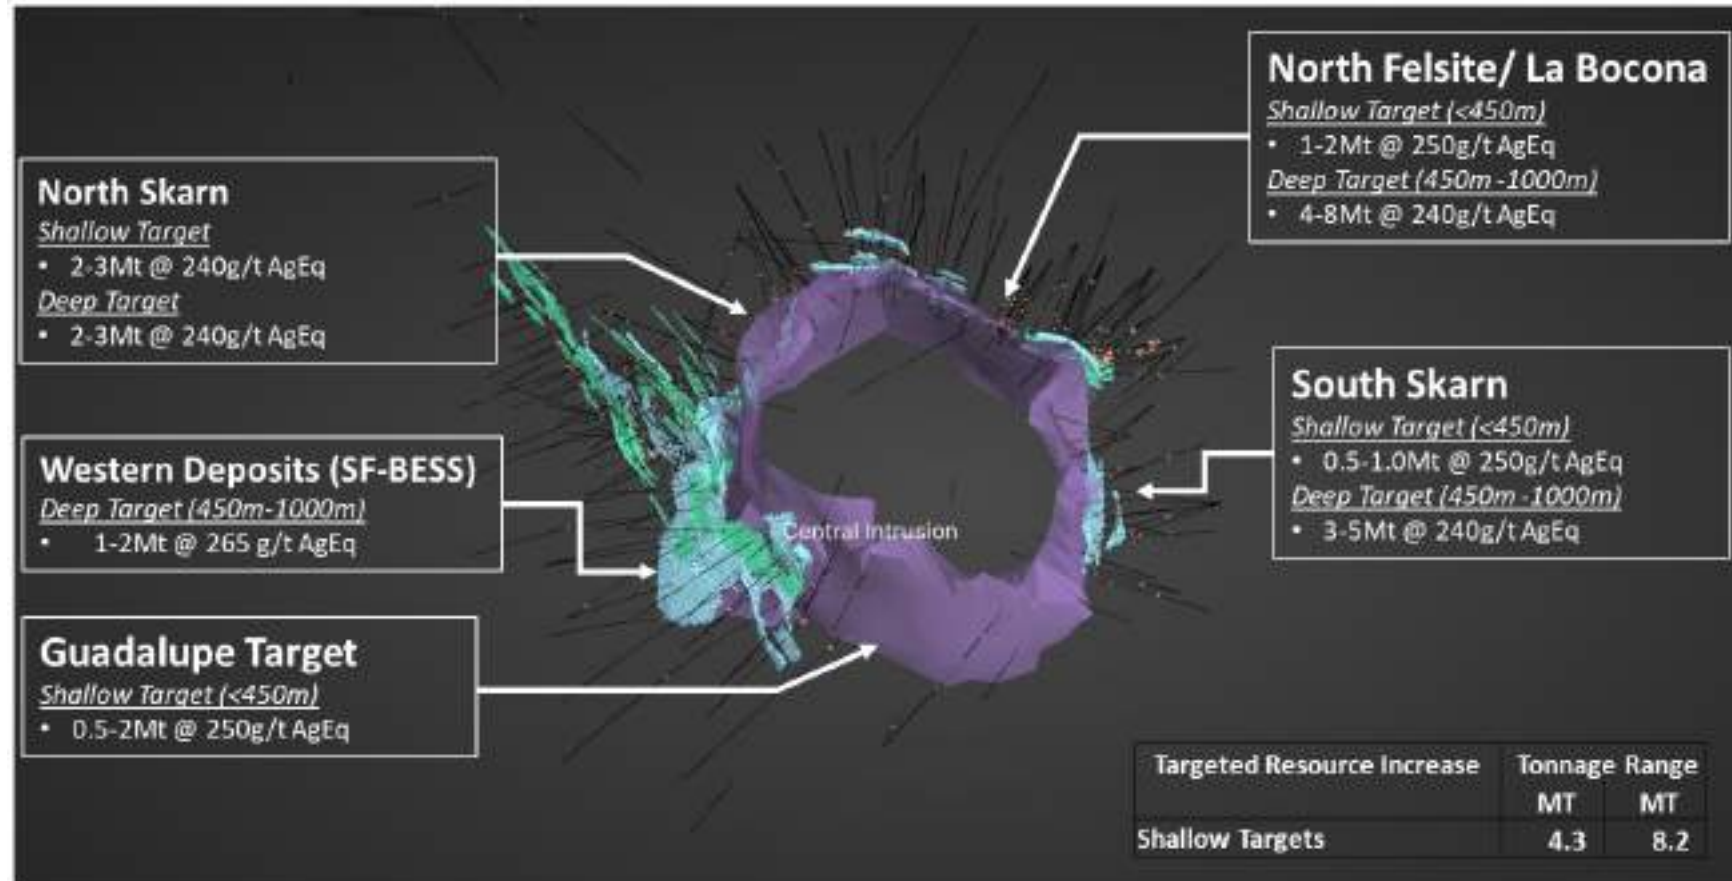 North Felsite/ La Bocona
Shallow Target (<450m)
• 1-2Mt @ 250g/t AgEq
Deep Target (450m -1000m)
• 4-8Mt @ 240g/t AgEq
North Skarn
Shallow Target
• 2-3Mt @ 240g/t AgEq
Deep Target
• 2-3Mt @ 240g/t AgEq
South Skarn
Shallow Target (<450m)
• 0.5-1.0Mt @ 250g/t AgEq
Deep Target (450m -1000m)
• 3-5Mt @ 240g/t AgEq
Western Deposits (SF-BESS)
Deep Target (450m-1000m)
• 1-2Mt @ 265 g/t AgEq
Central Intrusion
Guadalupe Target
Shallow Target (<450m)
• 0.5-2Mt @ 250g/t AgEq
Targeted Resource Increase Tonnage Range
MT MT
Shallow Targets 4.3 8.2